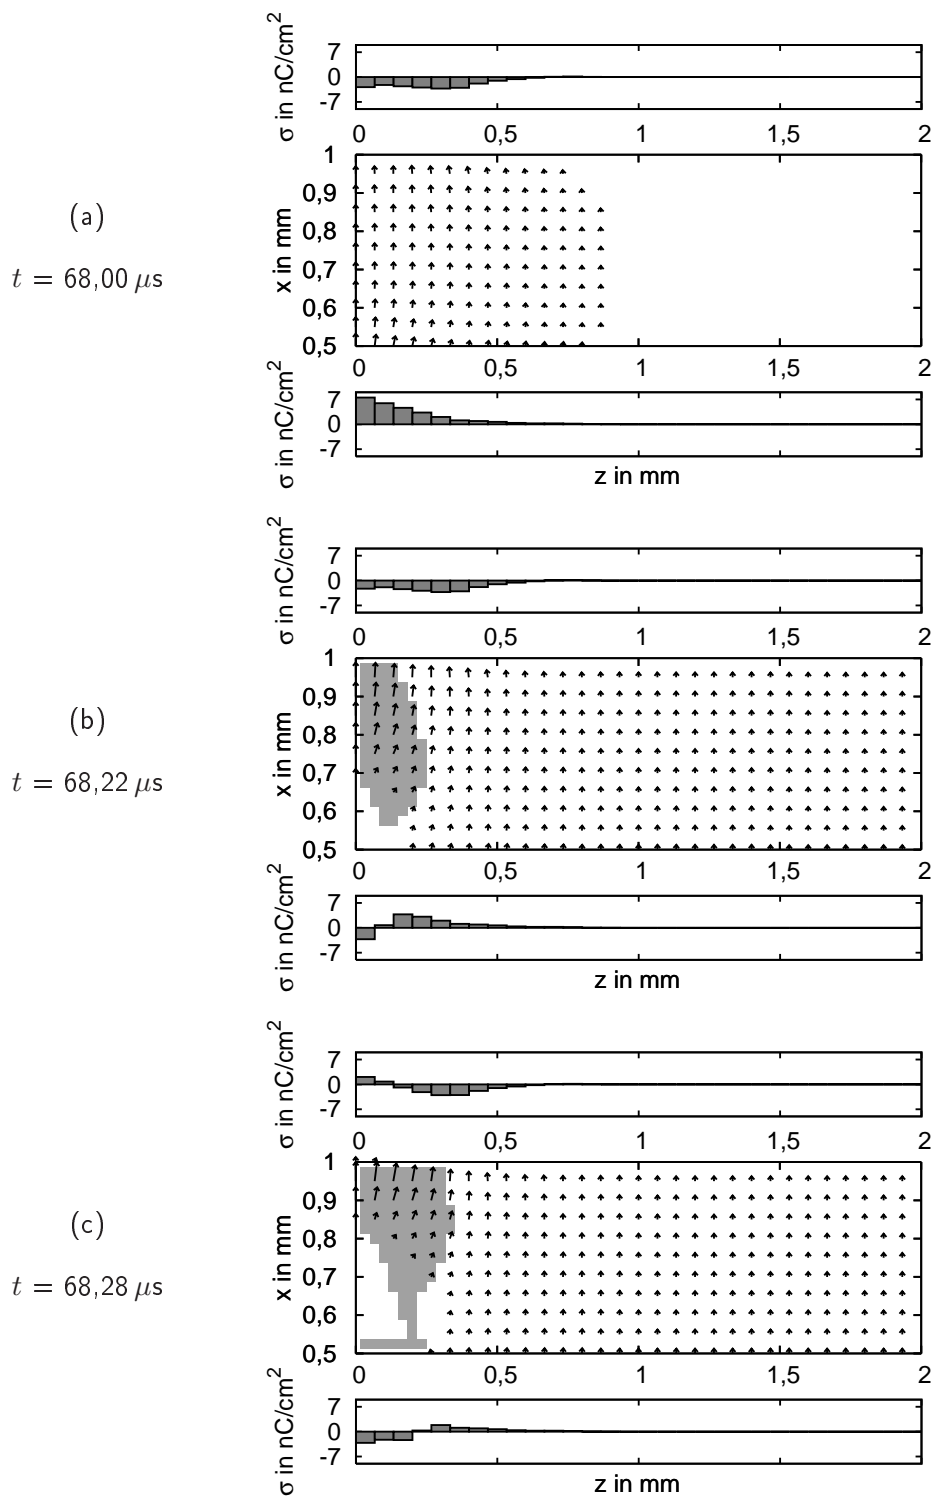 σ in nC/cm²
7
0
-7
0 0,5 1 1,5 2
(a)
t = 68,00 µs
x in mm
1
0,9
0,8
0,7
0,6
0,5
0 0,5 1 1,5 2
σ in nC/cm²
7
0
-7
z in mm
σ in nC/cm²
7
0
-7
0 0,5 1 1,5 2
(b)
t = 68,22 µs
x in mm
1
0,9
0,8
0,7
0,6
0,5
0 0,5 1 1,5 2
σ in nC/cm²
7
0
-7
z in mm
σ in nC/cm²
7
0
-7
0 0,5 1 1,5 2
(c)
t = 68,28 µs
x in mm
1
0,9
0,8
0,7
0,6
0,5
0 0,5 1 1,5 2
σ in nC/cm²
7
0
-7
z in mm